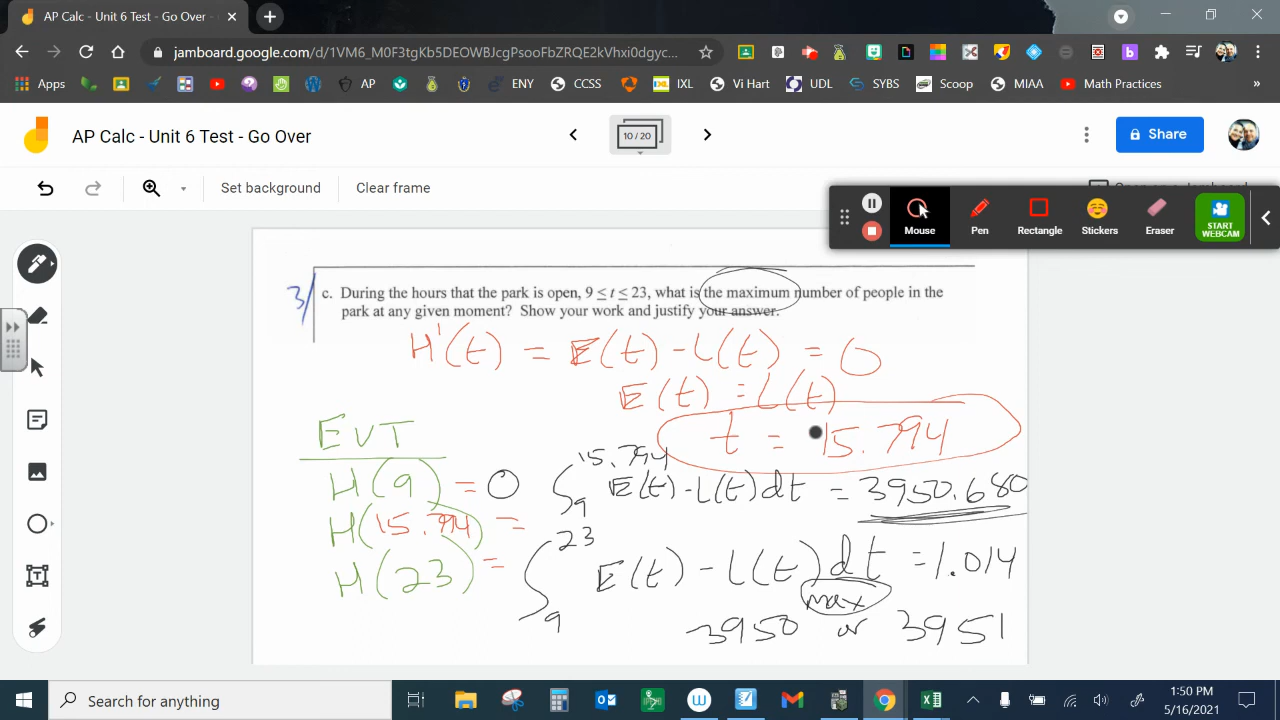 AP Calc - Unit 6 Test - Go Over -
jamboard.google.com/d/1VM6_M0F3tgKb5DEOWBJcgPsooFbZRQE2kVhxi0dgyc...
Apps
AP
ENY
CCSS
IXL
Vi Hart
UDL
SYBS
Scoop
MIAA
Math Practices
»
AP Calc - Unit 6 Test - Go Over
10 / 20
Share
Set background
Clear frame
Mouse
Pen
Rectangle
Stickers
Eraser
START WEBCAM
3/
c. During the hours that the park is open, 9 ≤ t ≤ 23, what is the maximum number of people in the
park at any given moment? Show your work and justify your answer.
H'(t) = E(t) - L(t) = 0
E(t) = L(t)
t = 15.794
EVT
H(9) = 0
H(15.794) = ∫₉^15.794 E(t) - L(t) dt = 3950.680
H(23) = ∫₉^23 E(t) - L(t) dt = 1.014
max
3950 or 3951
Search for anything
1:50 PM
5/16/2021